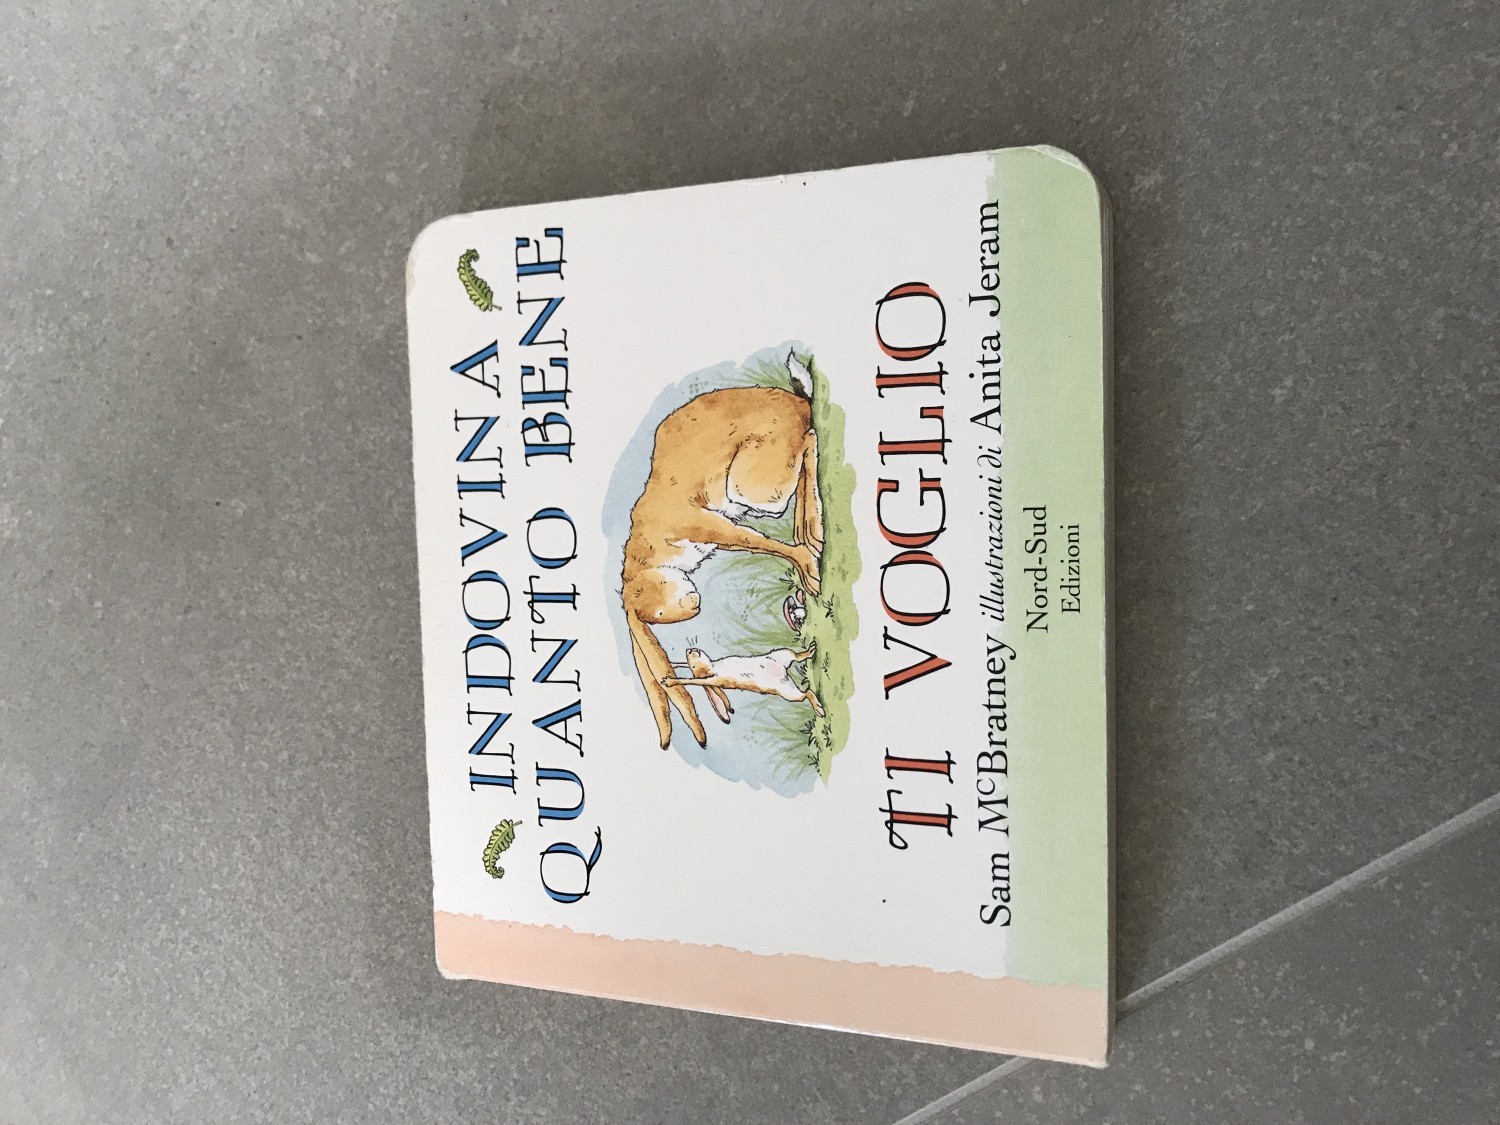 INDOVINA
QUANTO BENE
TI VOGLIO
Sam McBratney illustrazioni di Anita Jeram
Nord-Sud
Edizioni